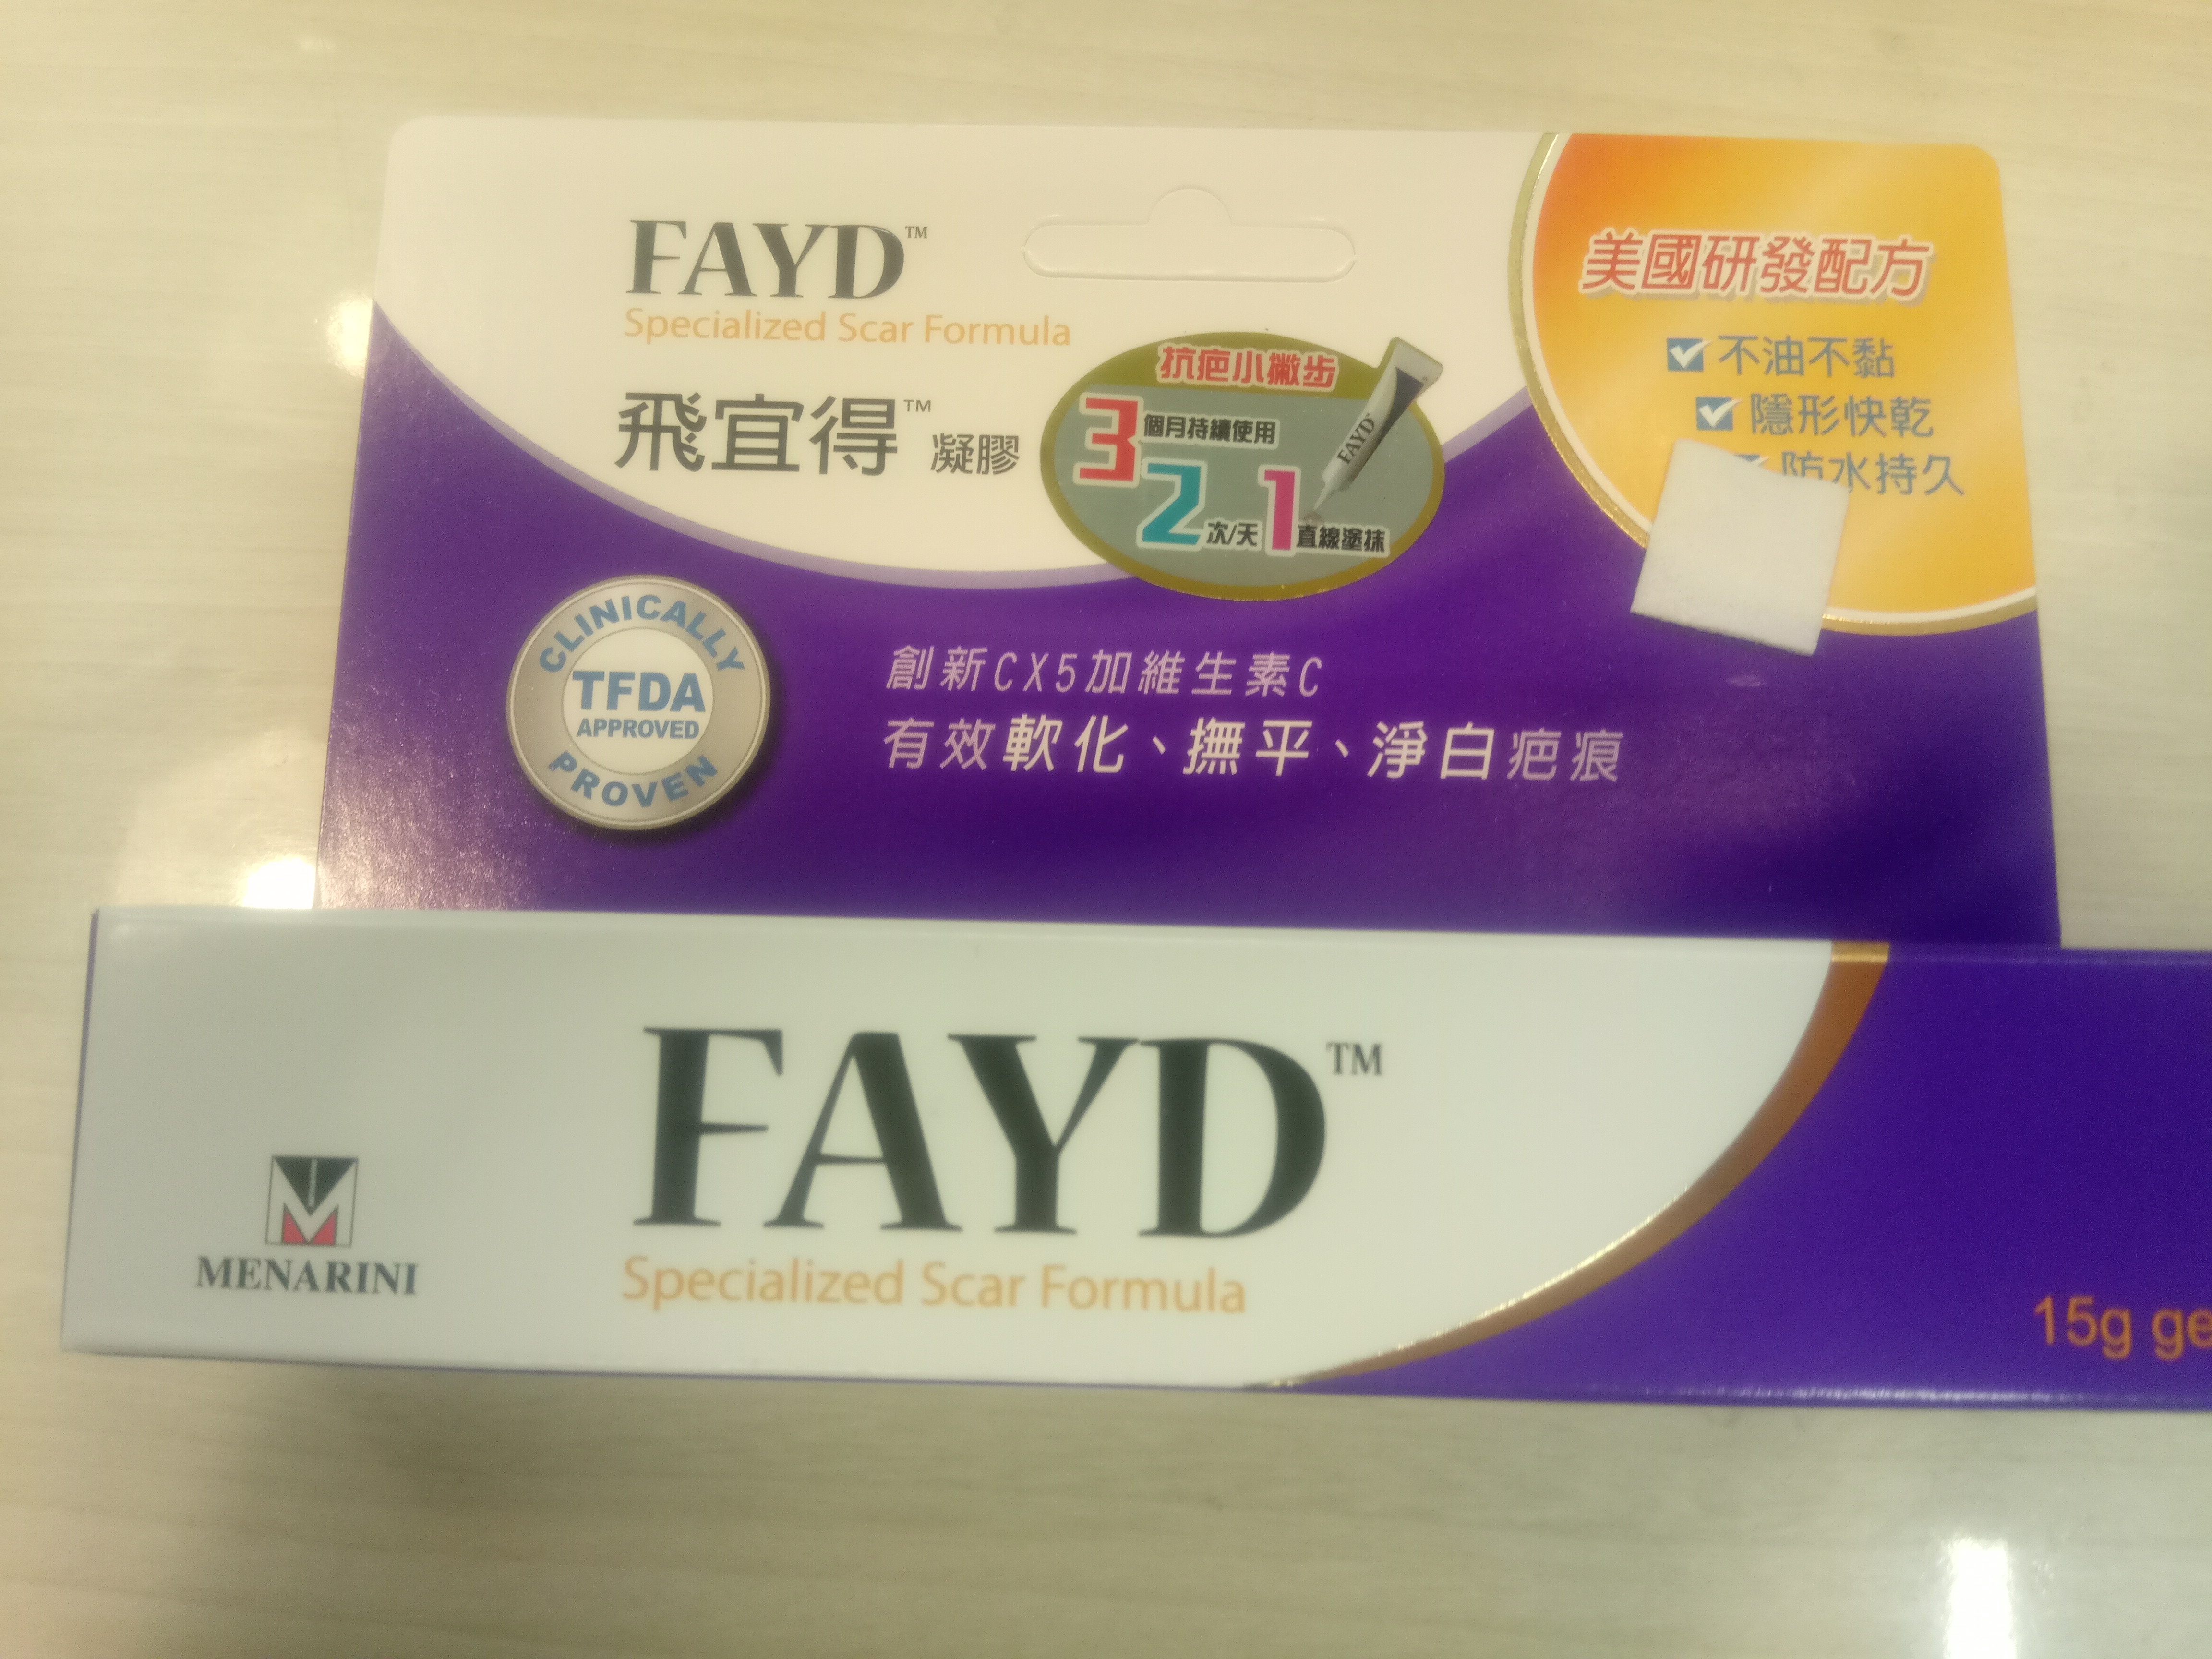 FAYD™
Specialized Scar Formula
飛宜得™ 凝膠
抗疤小撇步
3個月持續使用
2次/天 1直線塗抹
FAYD
美國研發配方
不油不黏
隱形快乾
防水持久
CLINICALLY
TFDA
APPROVED
PROVEN
創新CX5加維生素C
有效軟化、撫平、淨白疤痕
FAYD™
Specialized Scar Formula
MENARINI
15g ge